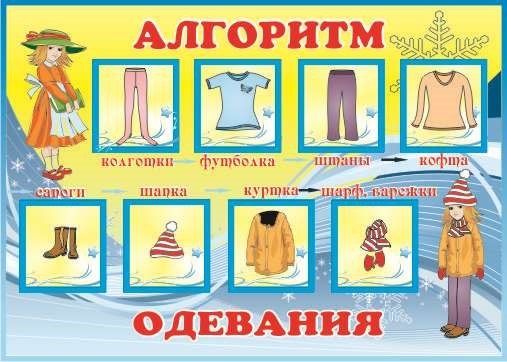 АЛГОРИТМ
колготки футболка штаны кофта
сапоги шапка куртка шарф, варежки
ОДЕВАНИЯ